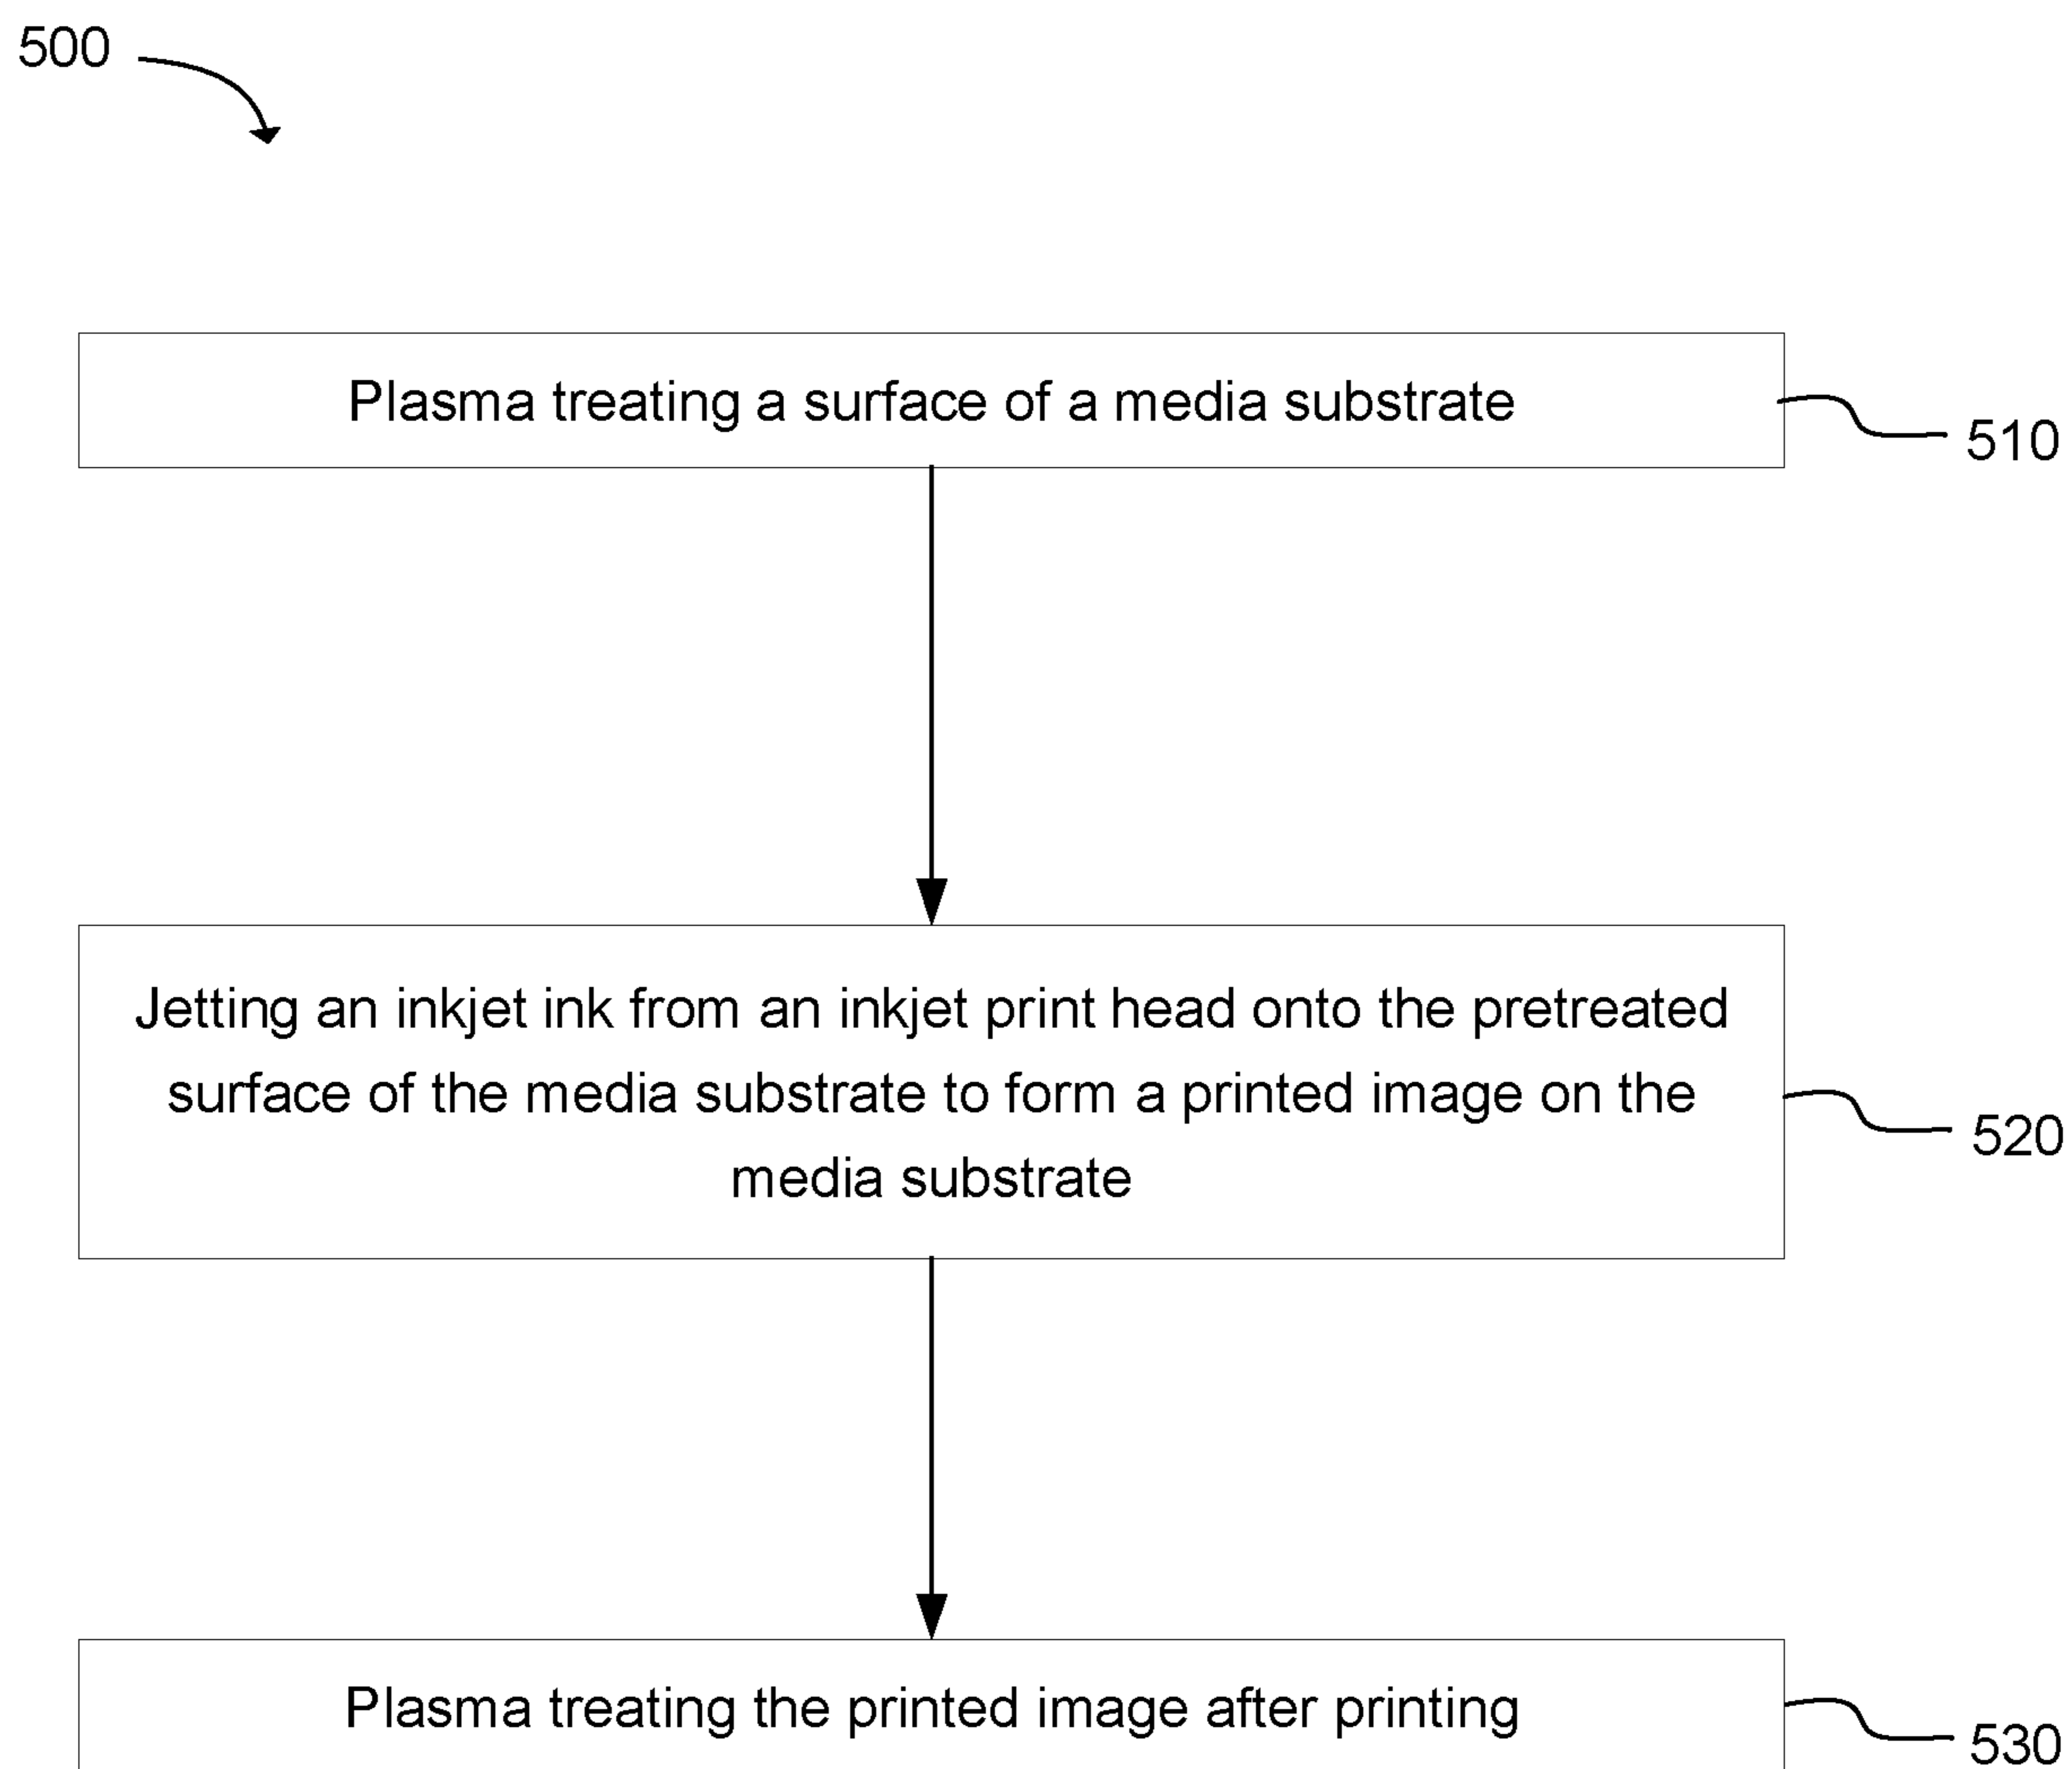 500
Plasma treating a surface of a media substrate
510
Jetting an inkjet ink from an inkjet print head onto the pretreated
surface of the media substrate to form a printed image on the
media substrate
520
Plasma treating the printed image after printing
530